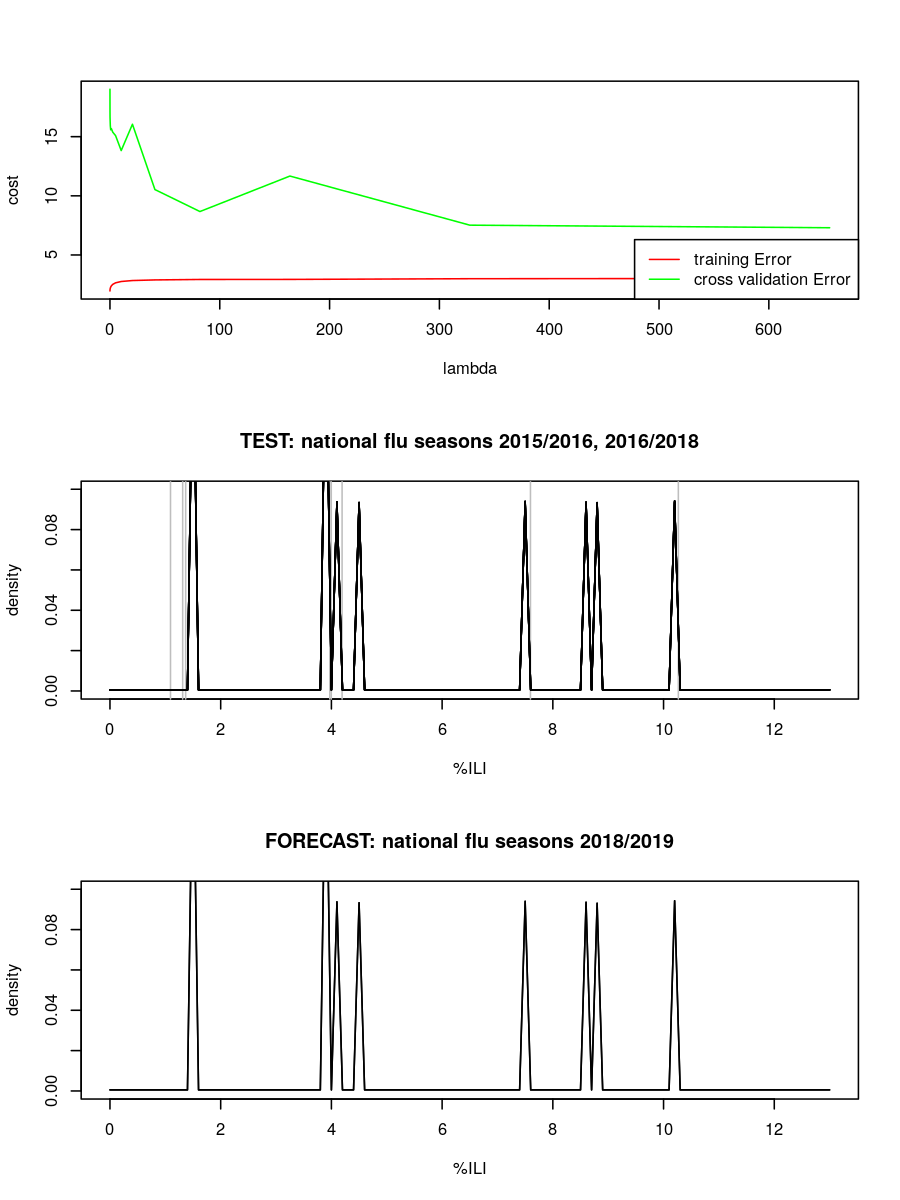 cost
5
10
15
training Error
cross validation Error
0 100 200 300 400 500 600
lambda
TEST: national flu seasons 2015/2016, 2016/2018
density
0.00
0.04
0.08
0 2 4 6 8 10 12
%ILI
FORECAST: national flu seasons 2018/2019
density
0.00
0.04
0.08
0 2 4 6 8 10 12
%ILI